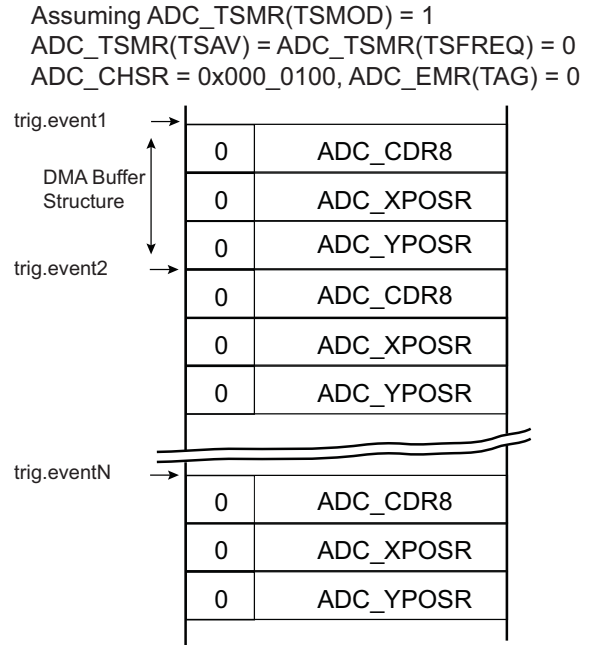 Assuming ADC_TSMR(TSMOD) = 1
ADC_TSMR(TSAV) = ADC_TSMR(TSFREQ) = 0
ADC_CHSR = 0x000_0100, ADC_EMR(TAG) = 0
trig.event1
0 ADC_CDR8
DMA Buffer
Structure
0 ADC_XPOSR
0 ADC_YPOSR
trig.event2
0 ADC_CDR8
0 ADC_XPOSR
0 ADC_YPOSR
trig.eventN
0 ADC_CDR8
0 ADC_XPOSR
0 ADC_YPOSR